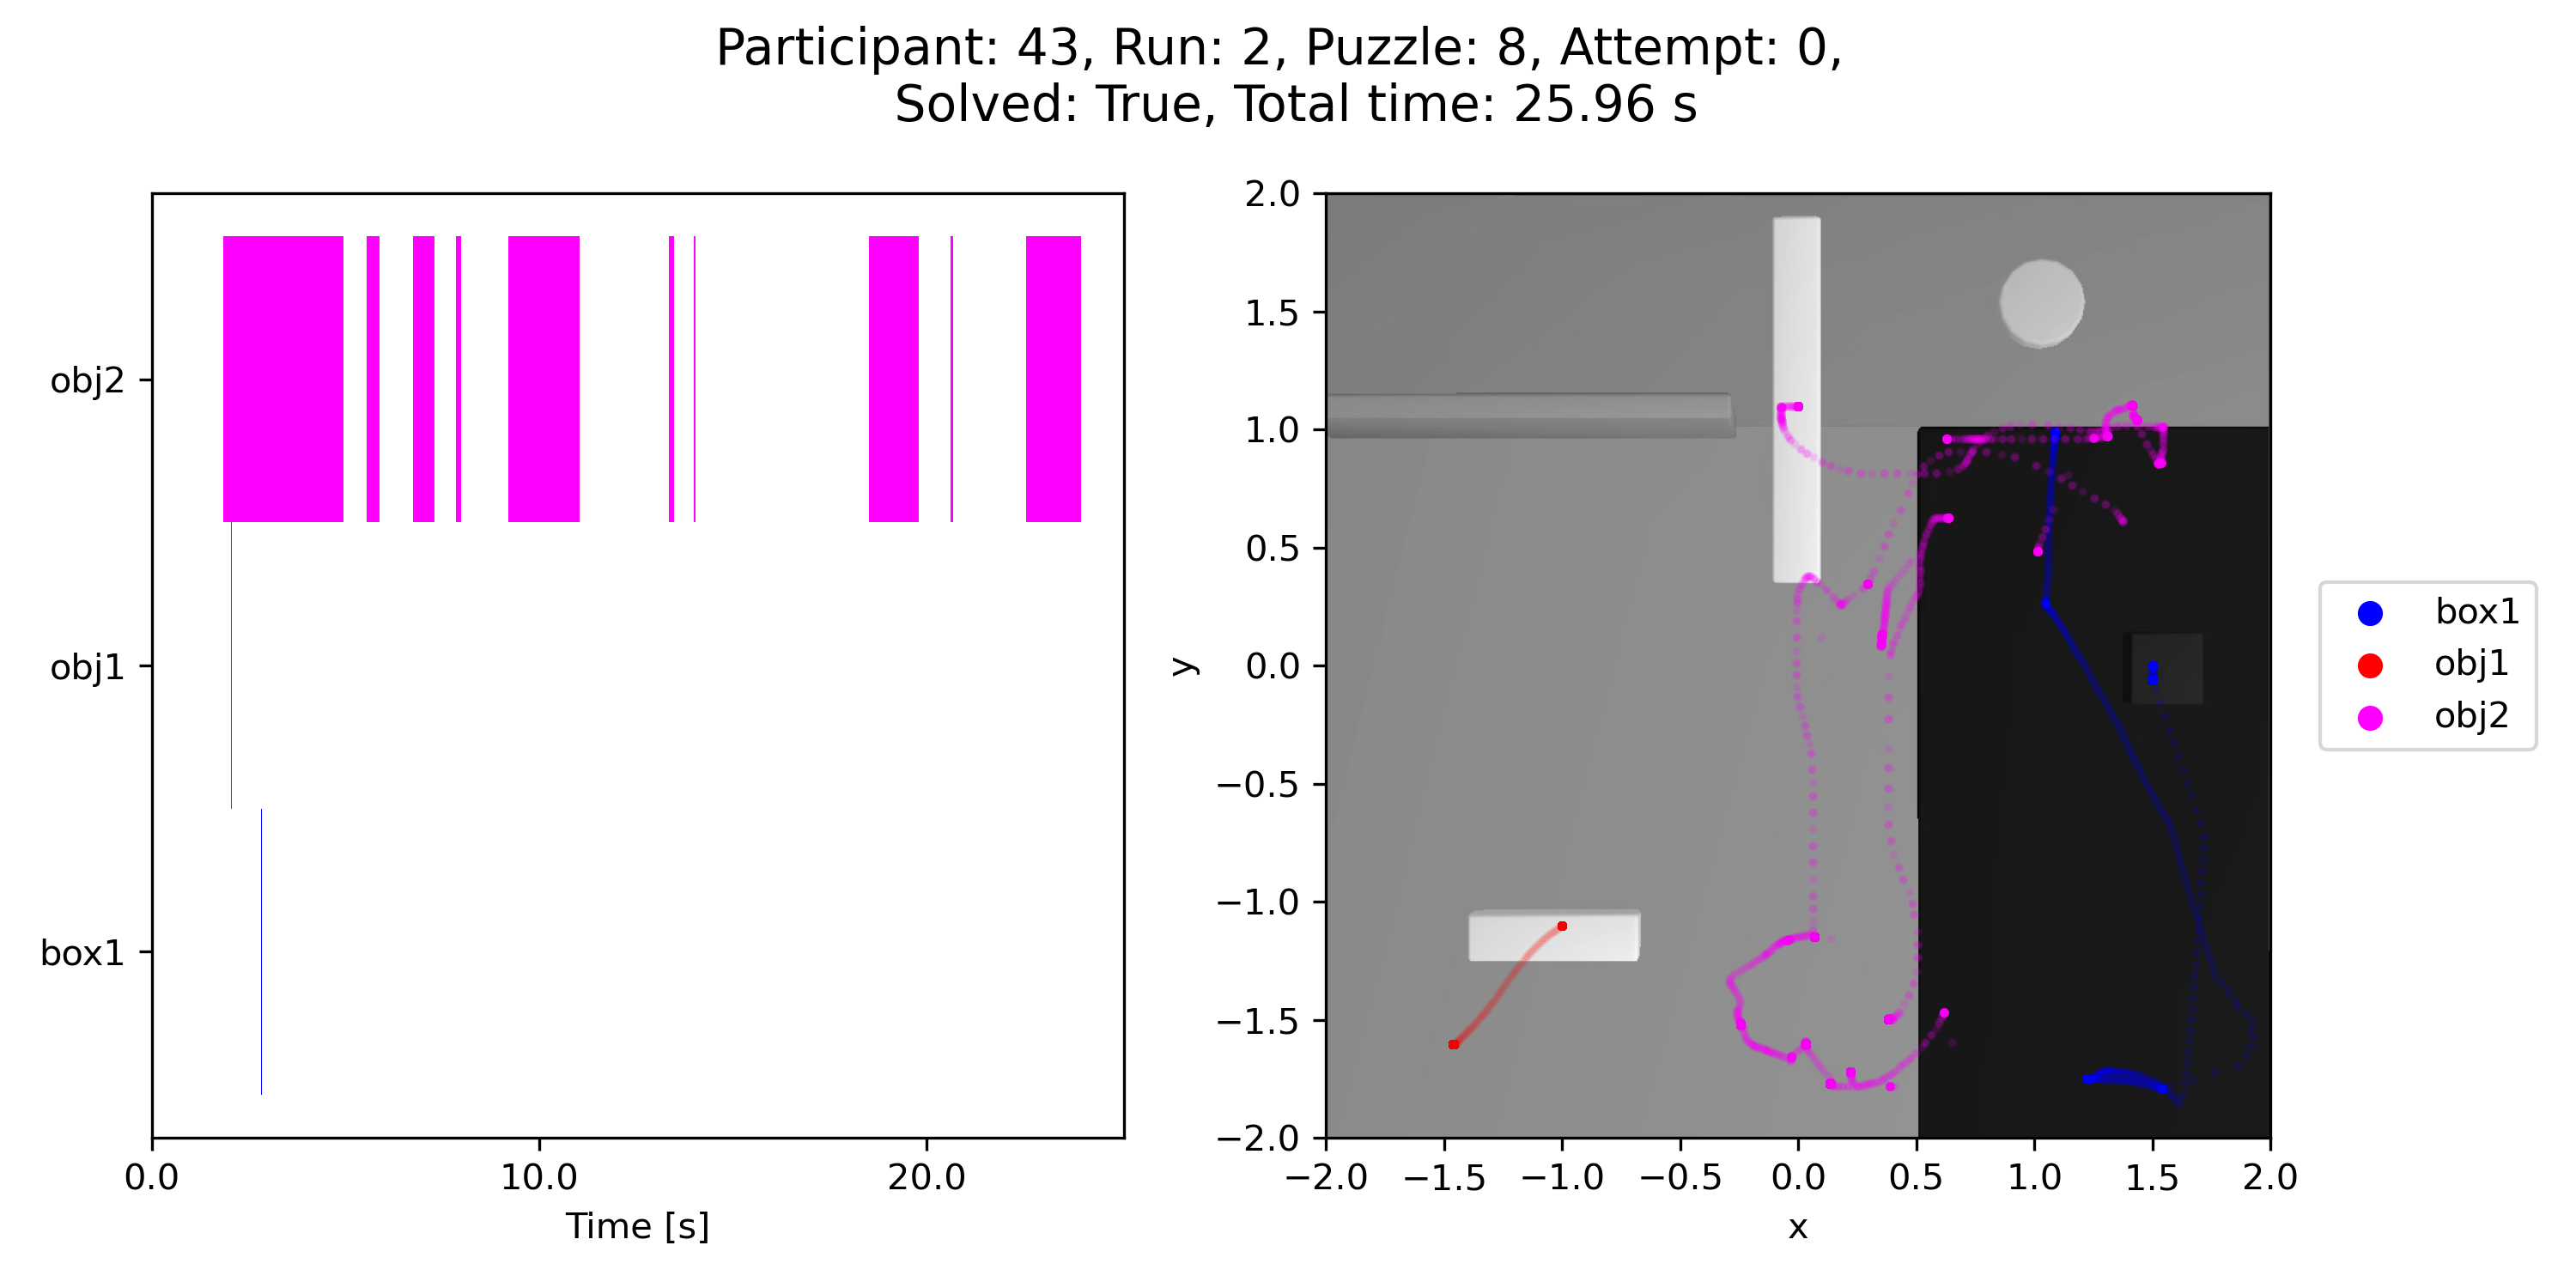 Participant: 43, Run: 2, Puzzle: 8, Attempt: 0,
Solved: True, Total time: 25.96 s
obj2
obj1
box1
0.0 10.0 20.0
Time [s]
2.0
1.5
1.0
0.5
0.0
−0.5
−1.0
−1.5
−2.0
y
−2.0 −1.5 −1.0 −0.5 0.0 0.5 1.0 1.5 2.0
x
box1
obj1
obj2